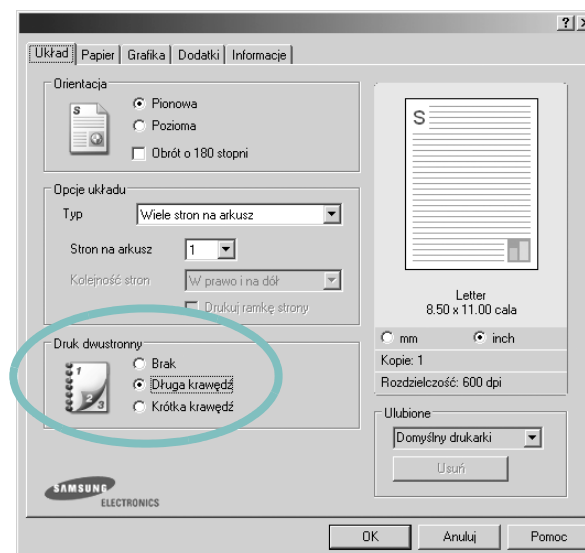 ? x
Układ Papier Grafika Dodatki Informacje
Orientacja
S
Pionowa
Pozioma
Obrót o 180 stopni
Opcje układu
Typ Wiele stron na arkusz
Stron na arkusz 1
Kolejność stron W prawo i na dół
Drukuj ramkę strony
Druk dwustronny
1
2
3
Brak
Długa krawędź
Krótka krawędź
SAMSUNG
ELECTRONICS
S
Letter
8.50 x 11.00 cala
mm inch
Kopie: 1
Rozdzielczość: 600 dpi
Ulubione
Domyślny drukarki
Usuń
OK Anuluj Pomoc